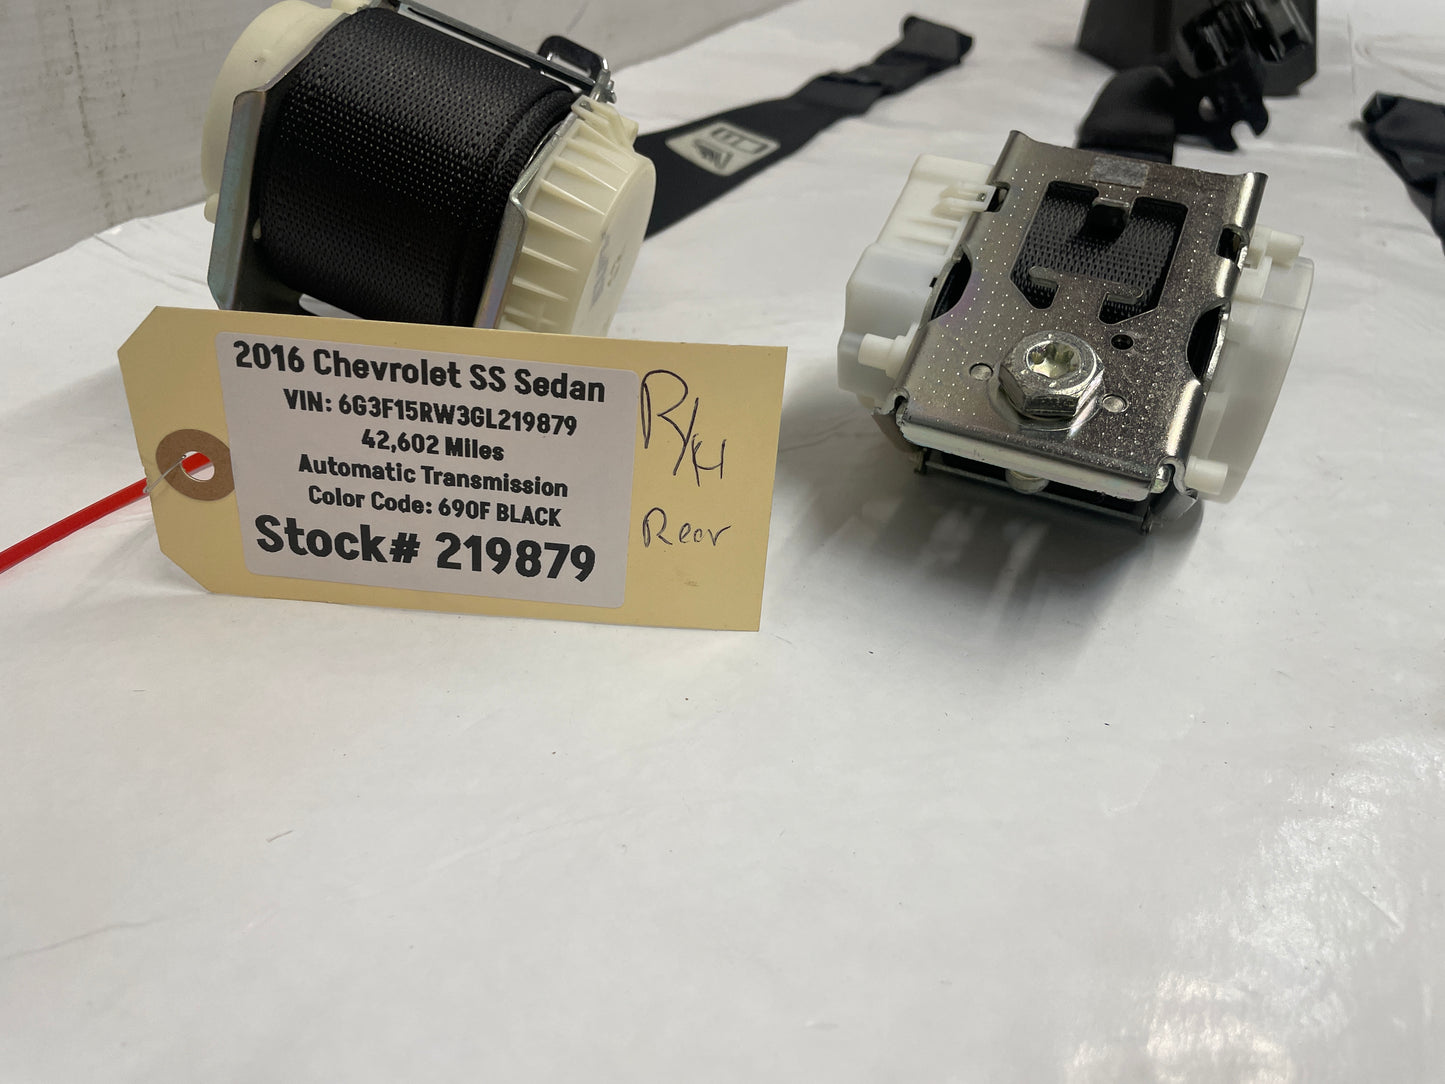 2016 Chevrolet SS Sedan
VIN: 6G3F15RW3GL219879
42,602 Miles
Automatic Transmission
Color Code: 690F BLACK
Stock# 219879
R/H
Rear